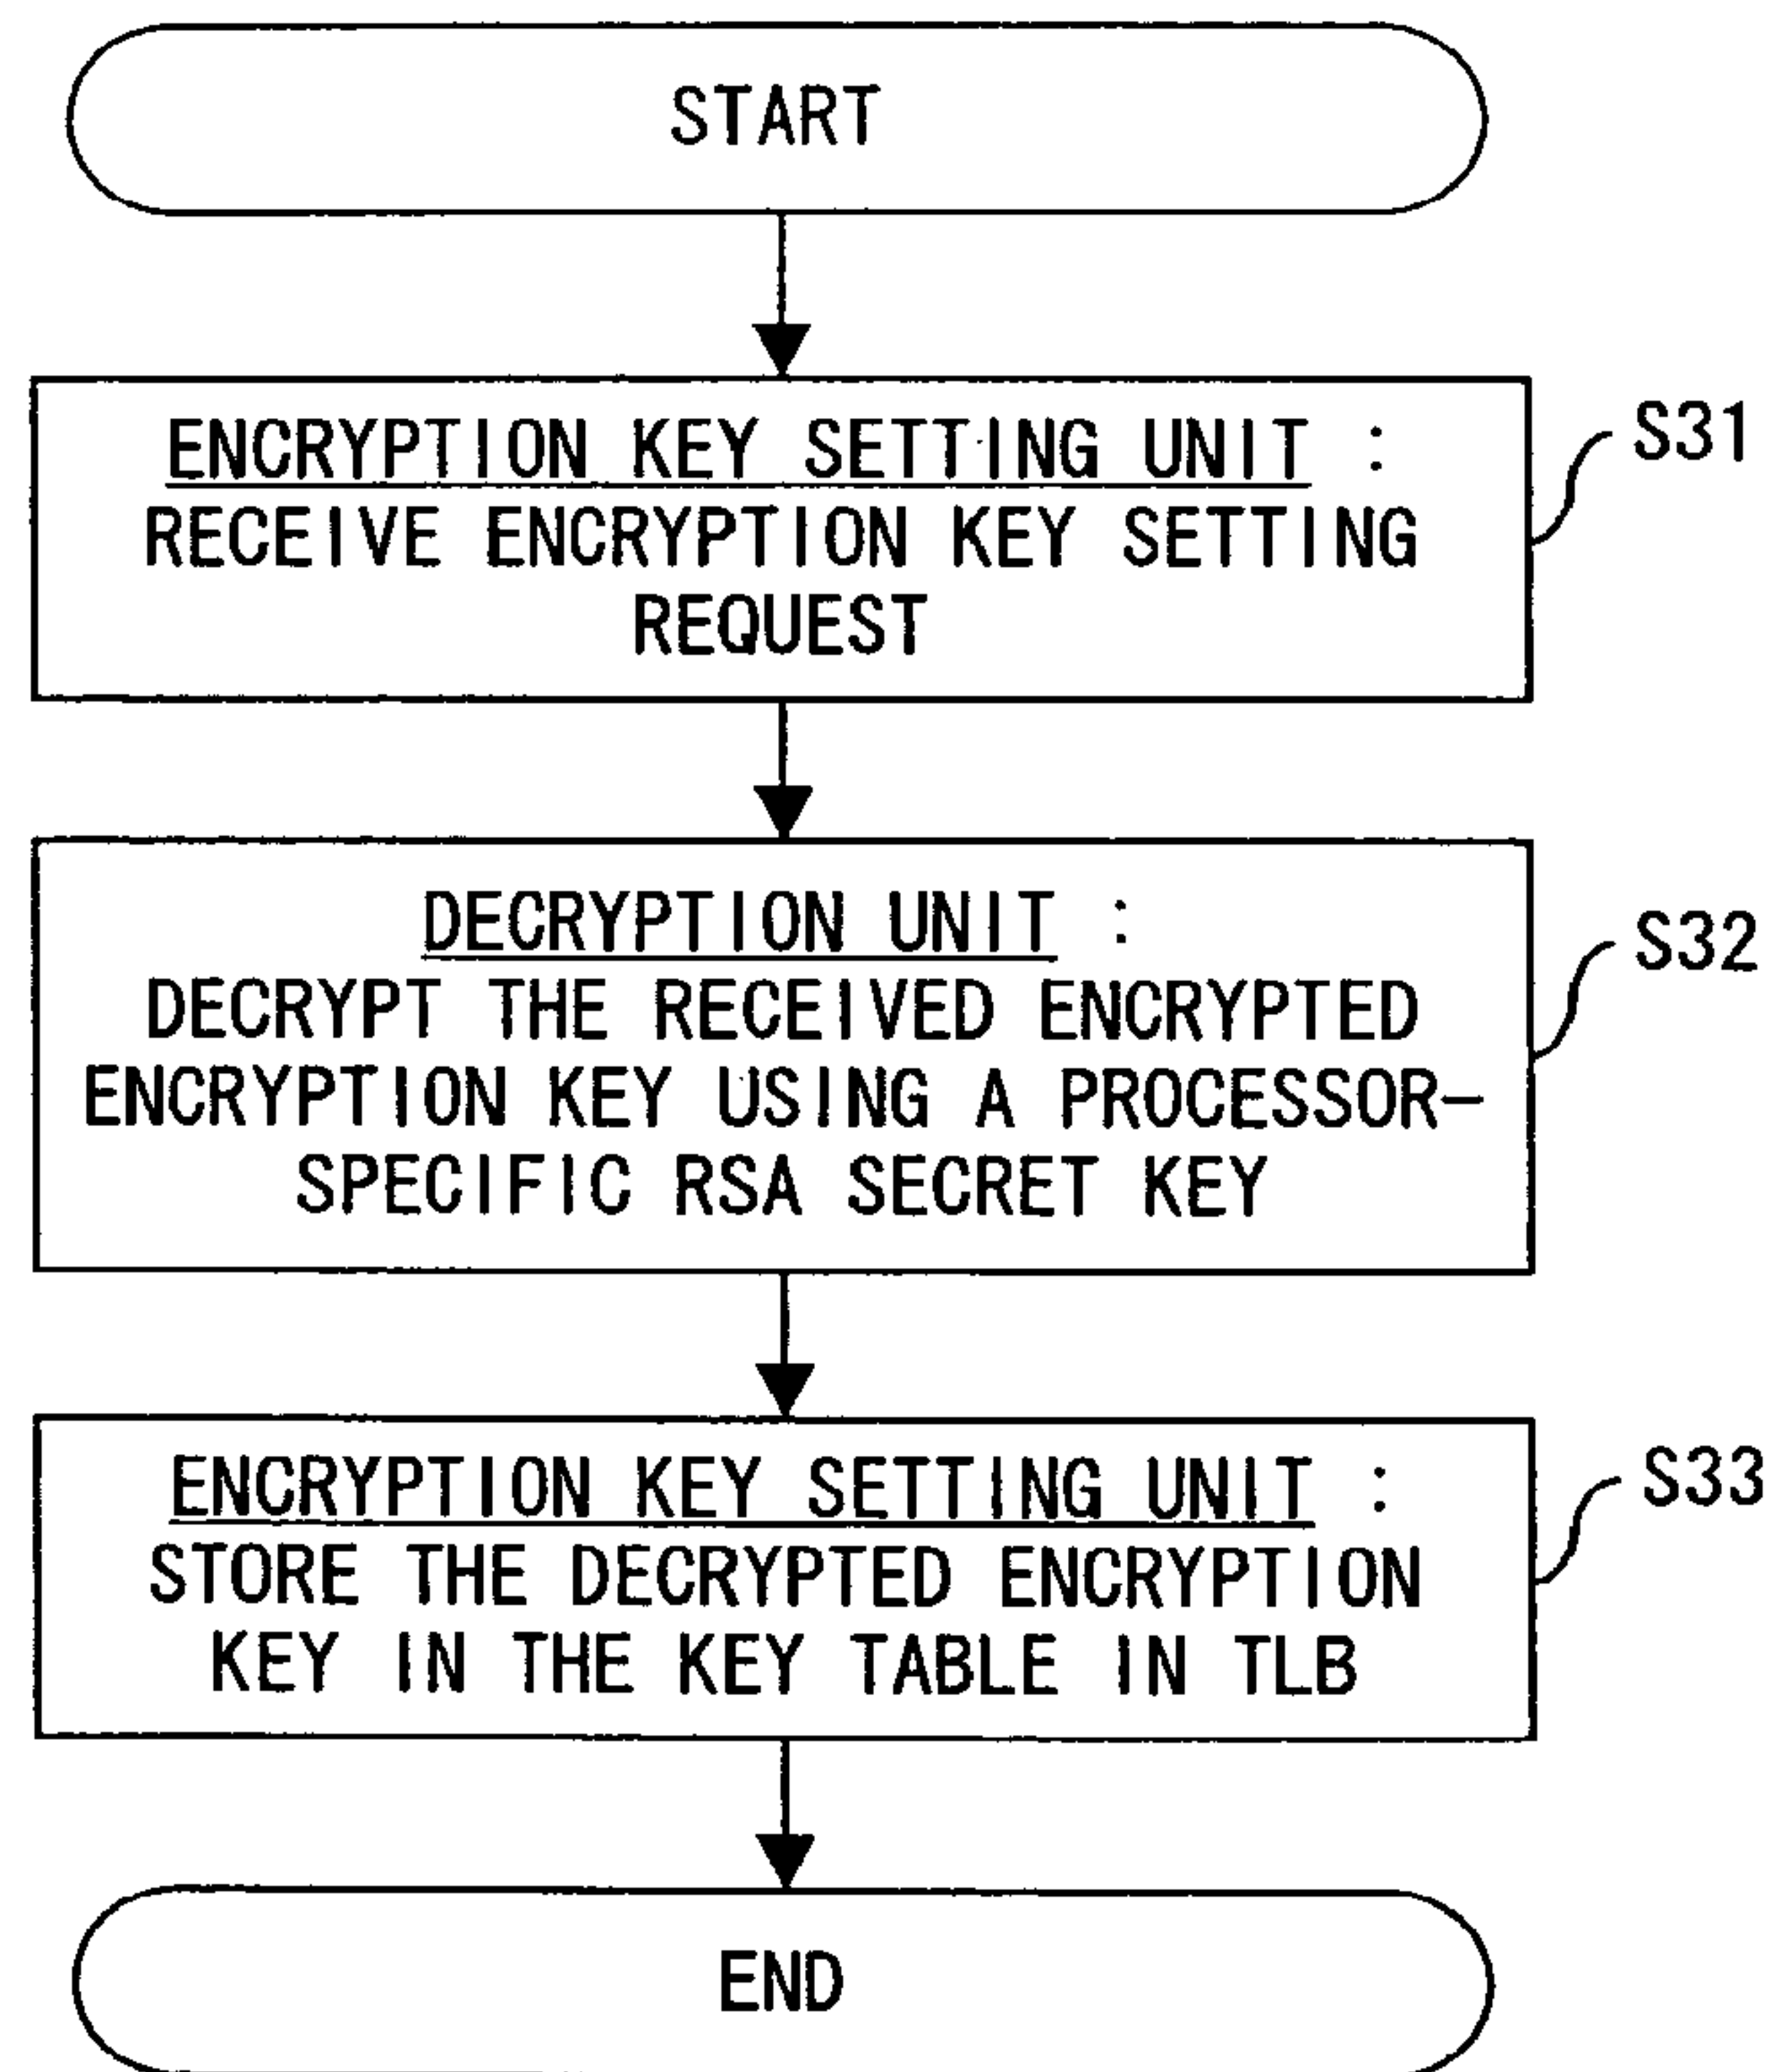 START
ENCRYPTION KEY SETTING UNIT :
S31
RECEIVE ENCRYPTION KEY SETTING
REQUEST
DECRYPTION UNIT :
S32
DECRYPT THE RECEIVED ENCRYPTED
ENCRYPTION KEY USING A PROCESSOR-
SPECIFIC RSA SECRET KEY
ENCRYPTION KEY SETTING UNIT :
S33
STORE THE DECRYPTED ENCRYPTION
KEY IN THE KEY TABLE IN TLB
END